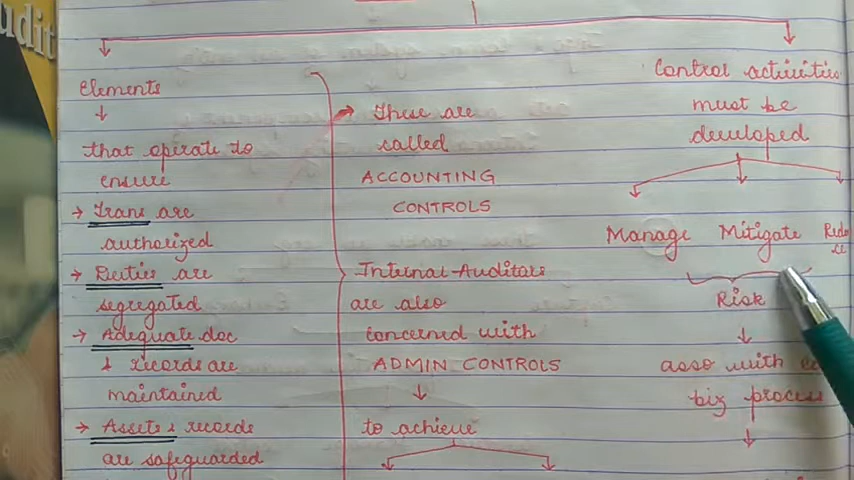 udit
Elements
that opirate to
ensure
→ Trans are
authorized
→ Duties are
segregated
→ Adequate doc
& records are
maintained
→ Assets & records
are safeguarded
→ These are
called
ACCOUNTING
CONTROLS
Internal Auditors
are also
concerned with
ADMIN CONTROLS
to achieve
Control activities
must be
developed
Manage Mitigate
Risk
asso with
biz process